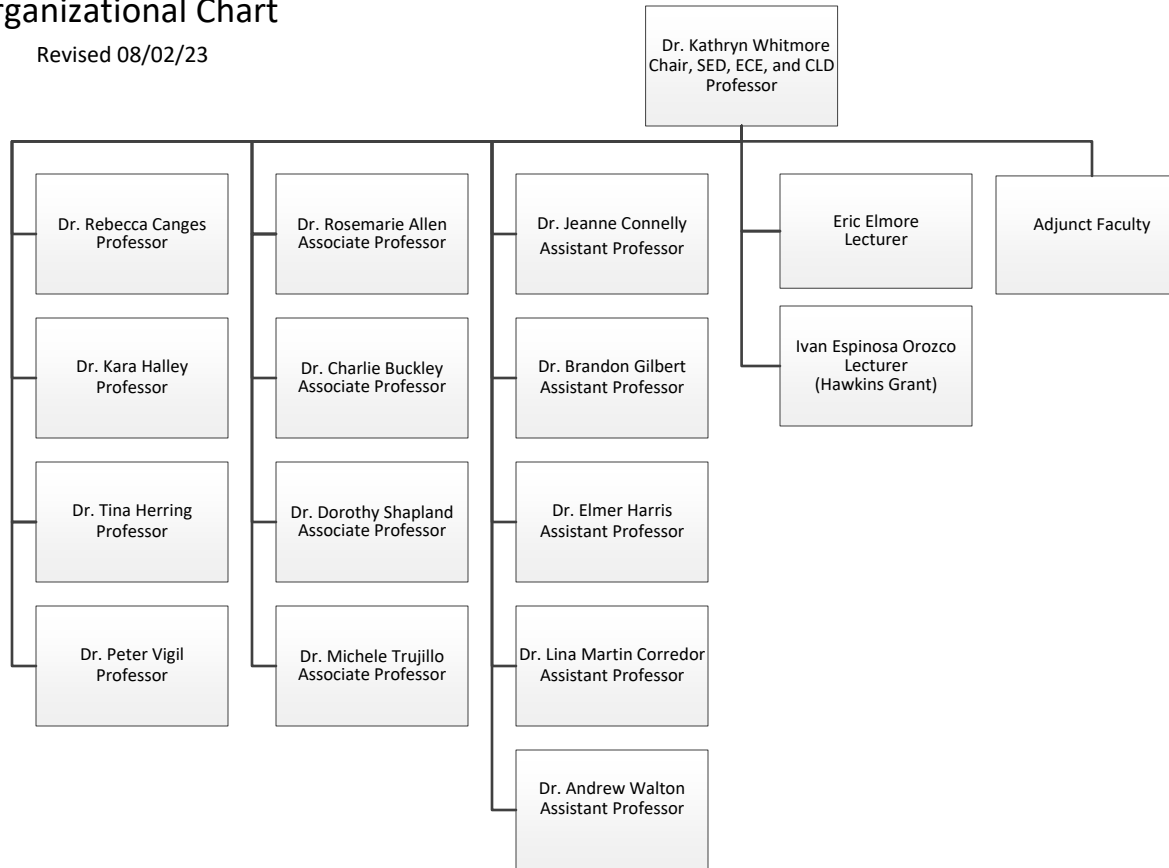 rganizational Chart
Revised 08/02/23
Dr. Kathryn Whitmore
Chair, SED, ECE, and CLD
Professor
Dr. Rebecca Canges
Professor
Dr. Rosemarie Allen
Associate Professor
Dr. Jeanne Connelly
Assistant Professor
Eric Elmore
Lecturer
Adjunct Faculty
Dr. Kara Halley
Professor
Dr. Charlie Buckley
Associate Professor
Dr. Brandon Gilbert
Assistant Professor
Ivan Espinosa Orozco
Lecturer
(Hawkins Grant)
Dr. Tina Herring
Professor
Dr. Dorothy Shapland
Associate Professor
Dr. Elmer Harris
Assistant Professor
Dr. Peter Vigil
Professor
Dr. Michele Trujillo
Associate Professor
Dr. Lina Martin Corredor
Assistant Professor
Dr. Andrew Walton
Assistant Professor